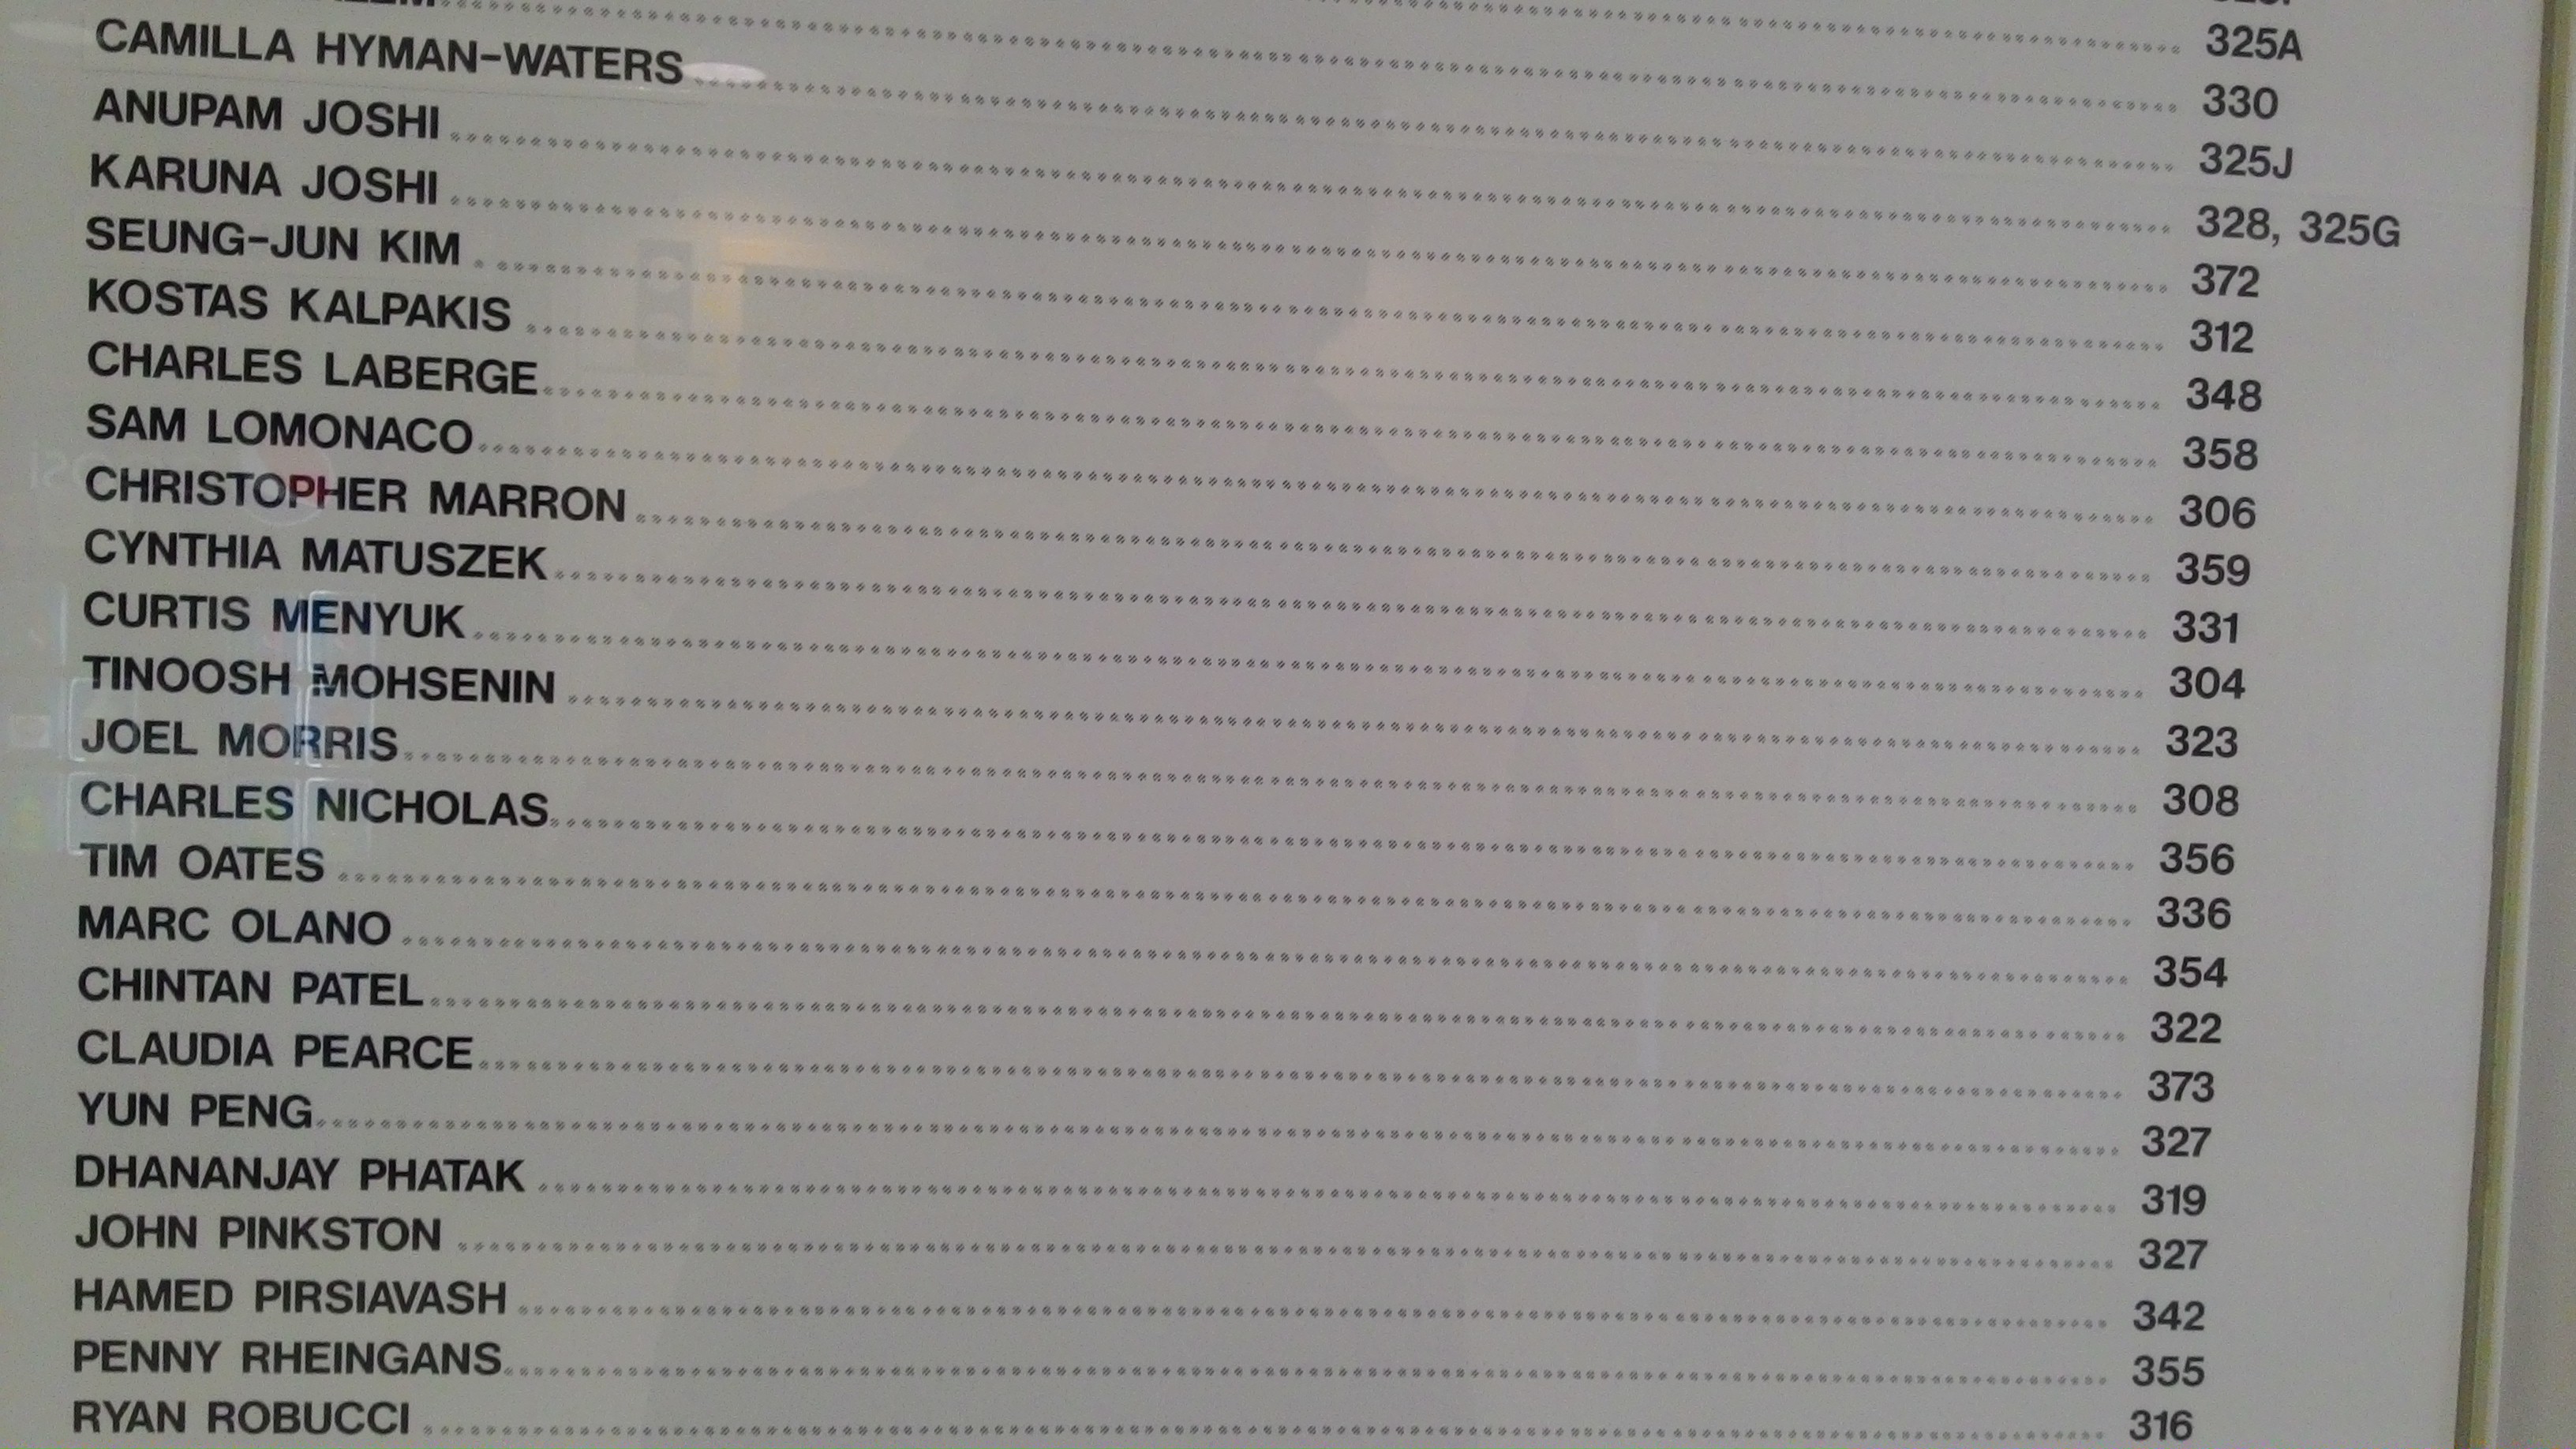 325A
330
CAMILLA HYMAN-WATERS 325J
ANUPAM JOSHI 328, 325G
KARUNA JOSHI 372
SEUNG-JUN KIM 312
KOSTAS KALPAKIS 348
CHARLES LABERGE 358
SAM LOMONACO 306
CHRISTOPHER MARRON 359
CYNTHIA MATUSZEK 331
CURTIS MENYUK 304
TINOOSH MOHSENIN 323
JOEL MORRIS 308
CHARLES NICHOLAS 356
TIM OATES 336
MARC OLANO 354
CHINTAN PATEL 322
CLAUDIA PEARCE 373
YUN PENG 327
DHANANJAY PHATAK 319
JOHN PINKSTON 327
HAMED PIRSIAVASH 342
PENNY RHEINGANS 355
RYAN ROBUCCI 316